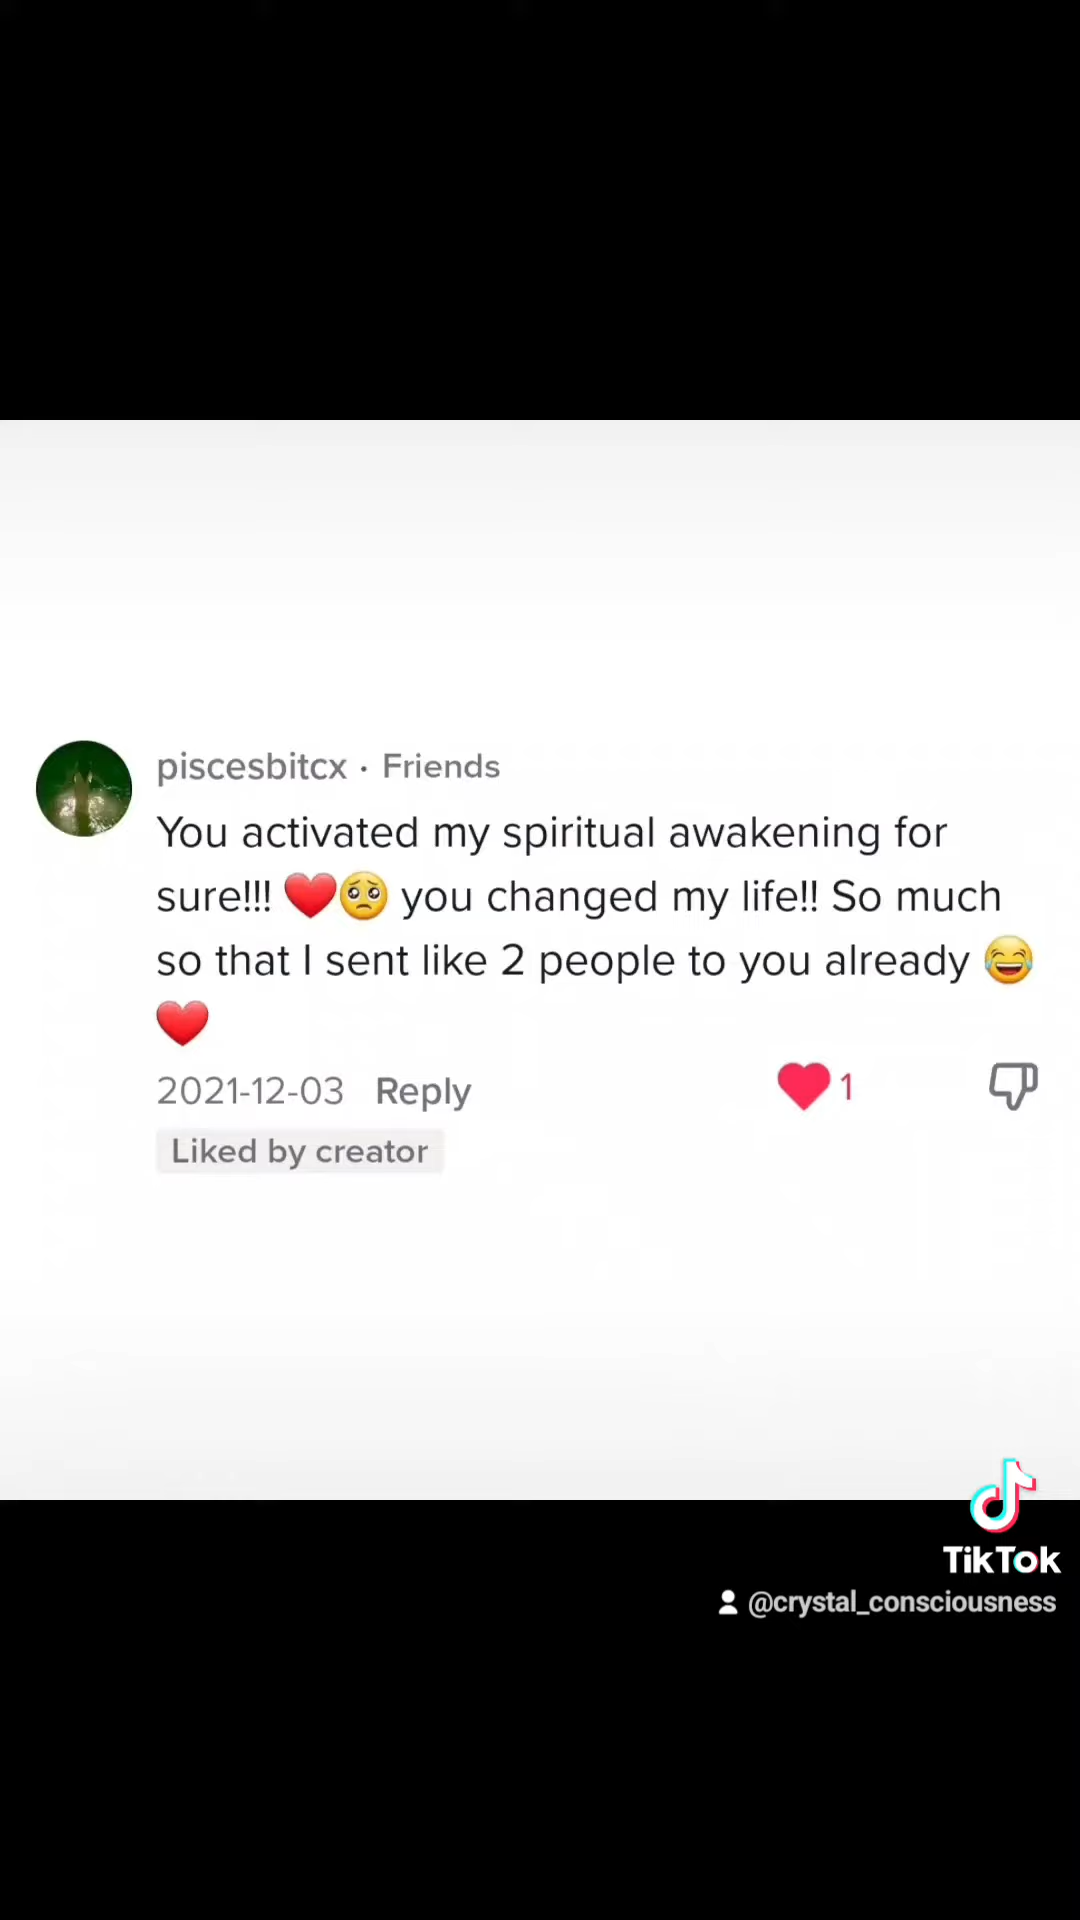 piscesbitcx · Friends
You activated my spiritual awakening for
sure!!! ❤️🥺 you changed my life!! So much
so that I sent like 2 people to you already 😂
❤️
2021-12-03 Reply
1
Liked by creator
TikTok
@crystal_consciousness